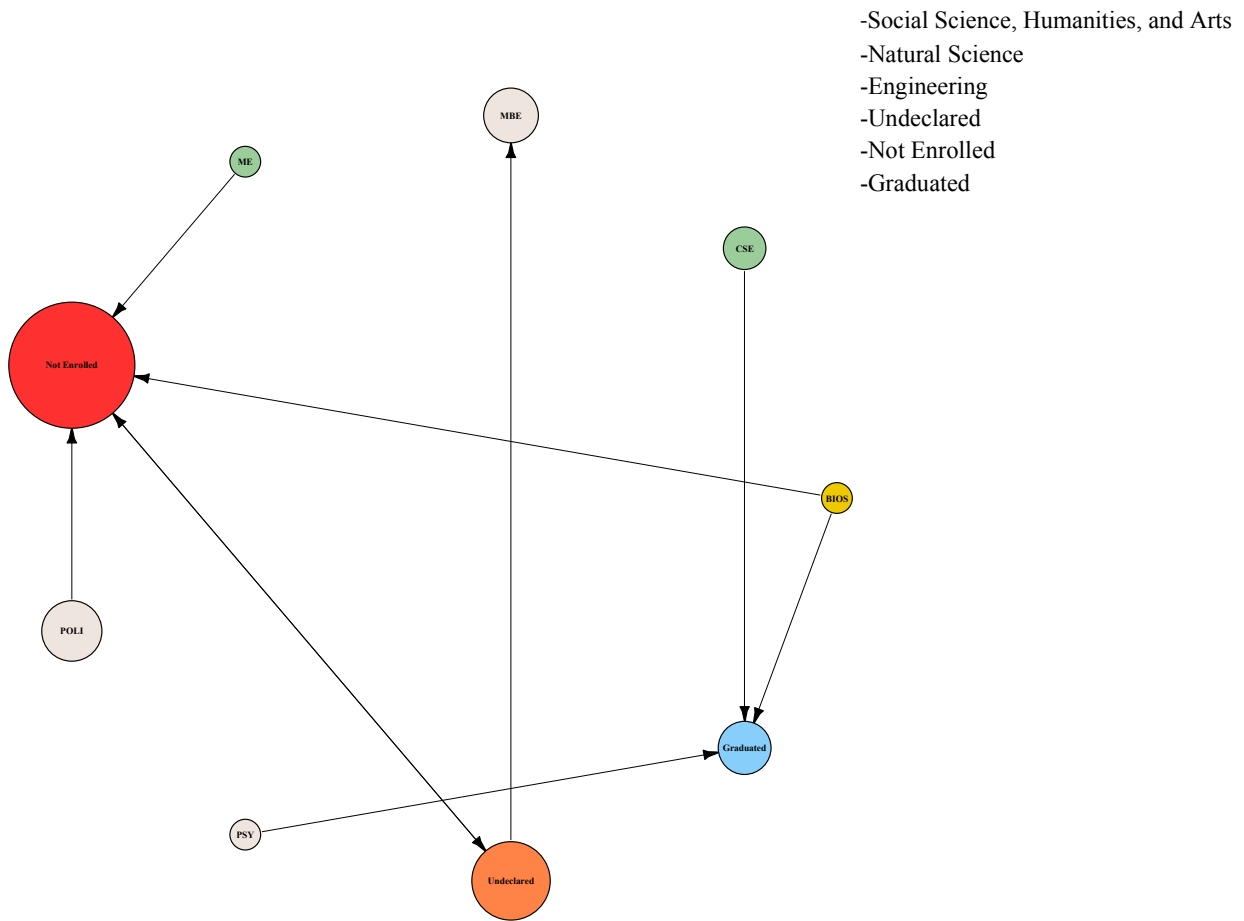 -Social Science, Humanities, and Arts
-Natural Science
-Engineering
-Undeclared
-Not Enrolled
-Graduated
MBE
ME
CSE
Not Enrolled
BIOS
POLI
Graduated
PSY
Undeclared